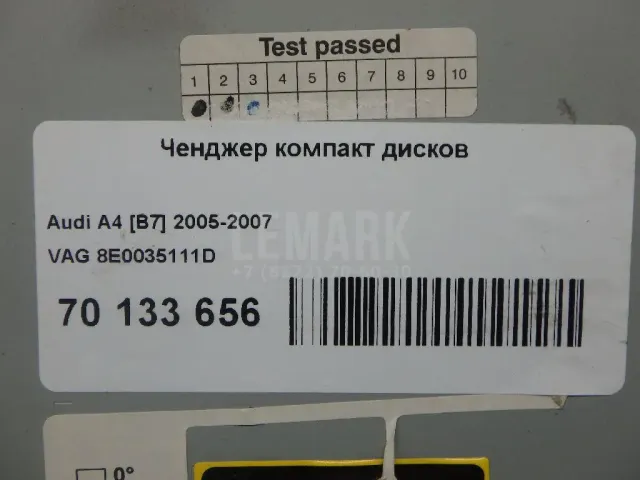 Test passed
1 2 3 4 5 6 7 8 9 10
Ченджер компакт дисков
Audi A4 [B7] 2005-2007
LEMARK
VAG 8E0035111D
70 133 656
0°